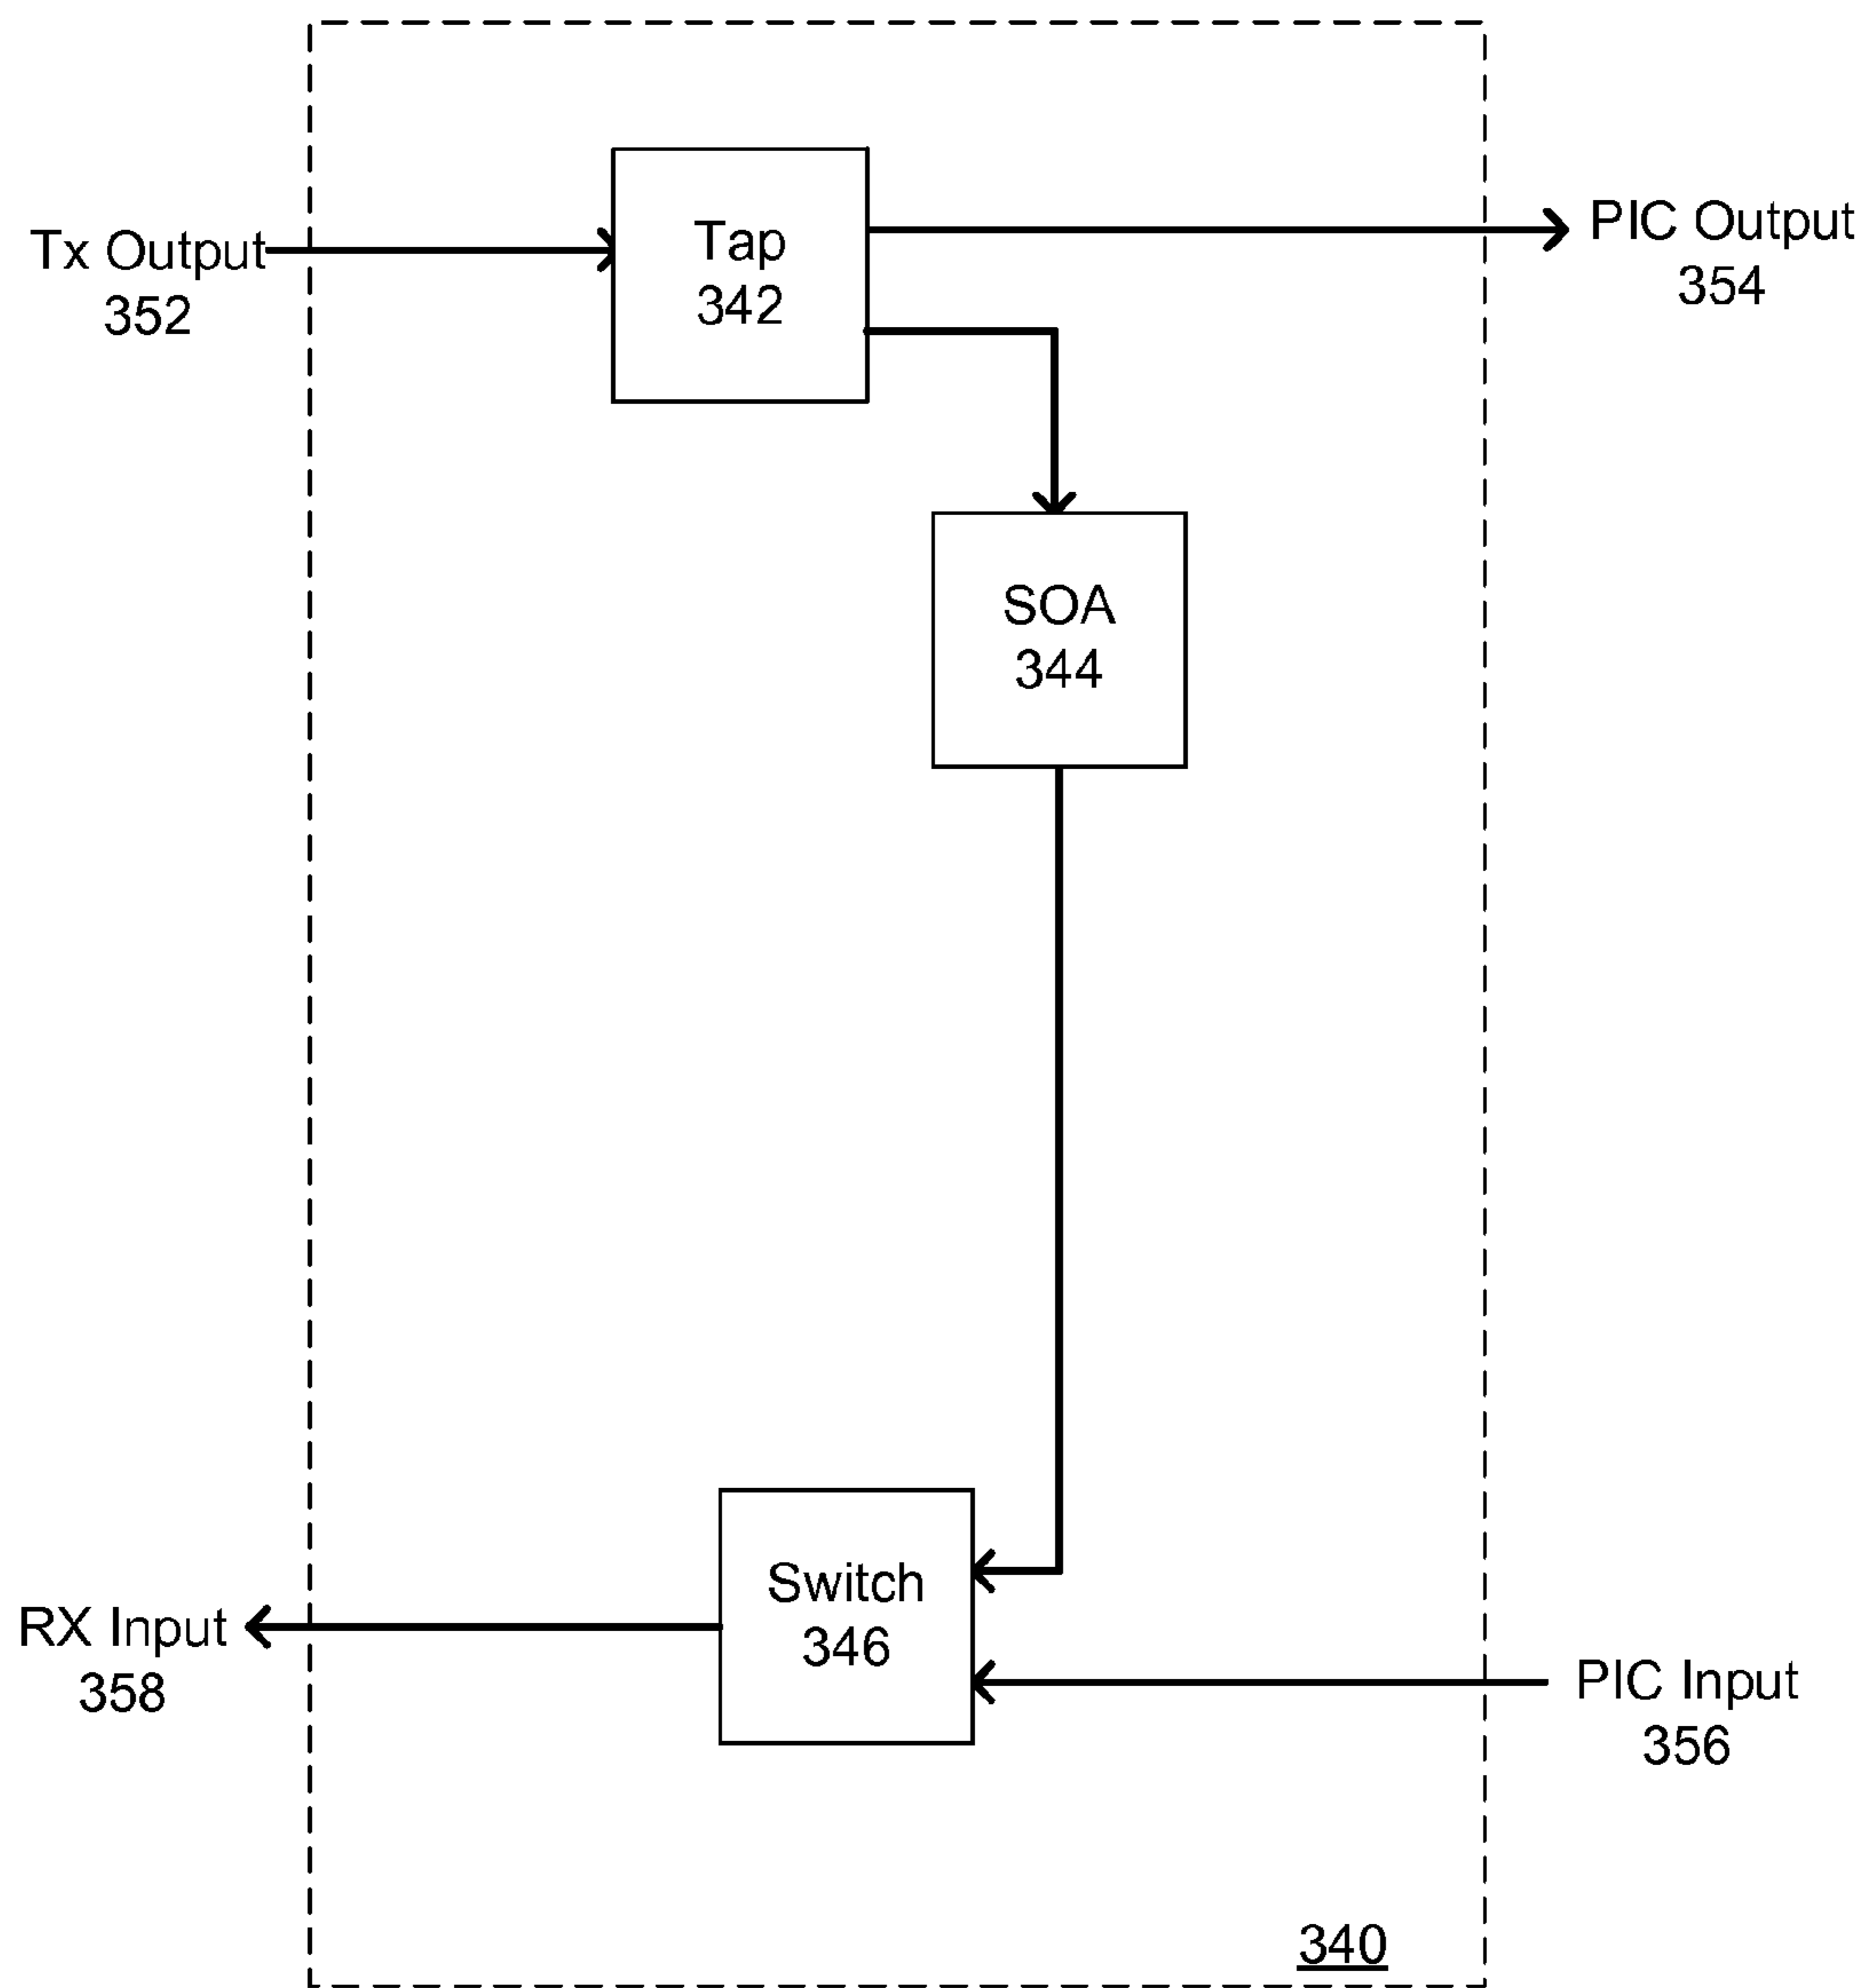 Tx Output
352
Tap
342
PIC Output
354
SOA
344
Switch
346
RX Input
358
PIC Input
356
340